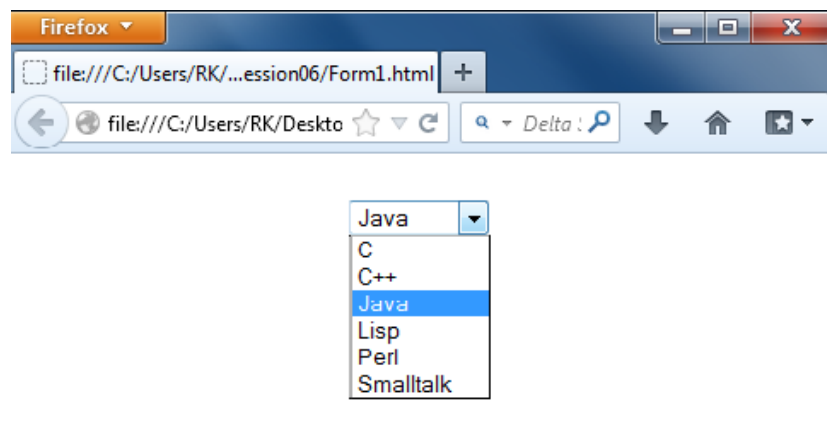 Firefox
file:///C:/Users/RK/...ession06/Form1.html +
file:///C:/Users/RK/Deskto Delta :
Java
C
C++
Java
Lisp
Perl
Smalltalk